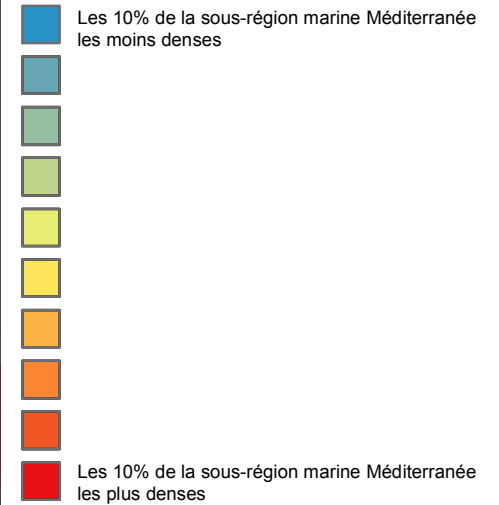 Les 10% de la sous-région marine Méditerranée
les moins denses
Les 10% de la sous-région marine Méditerranée
les plus denses